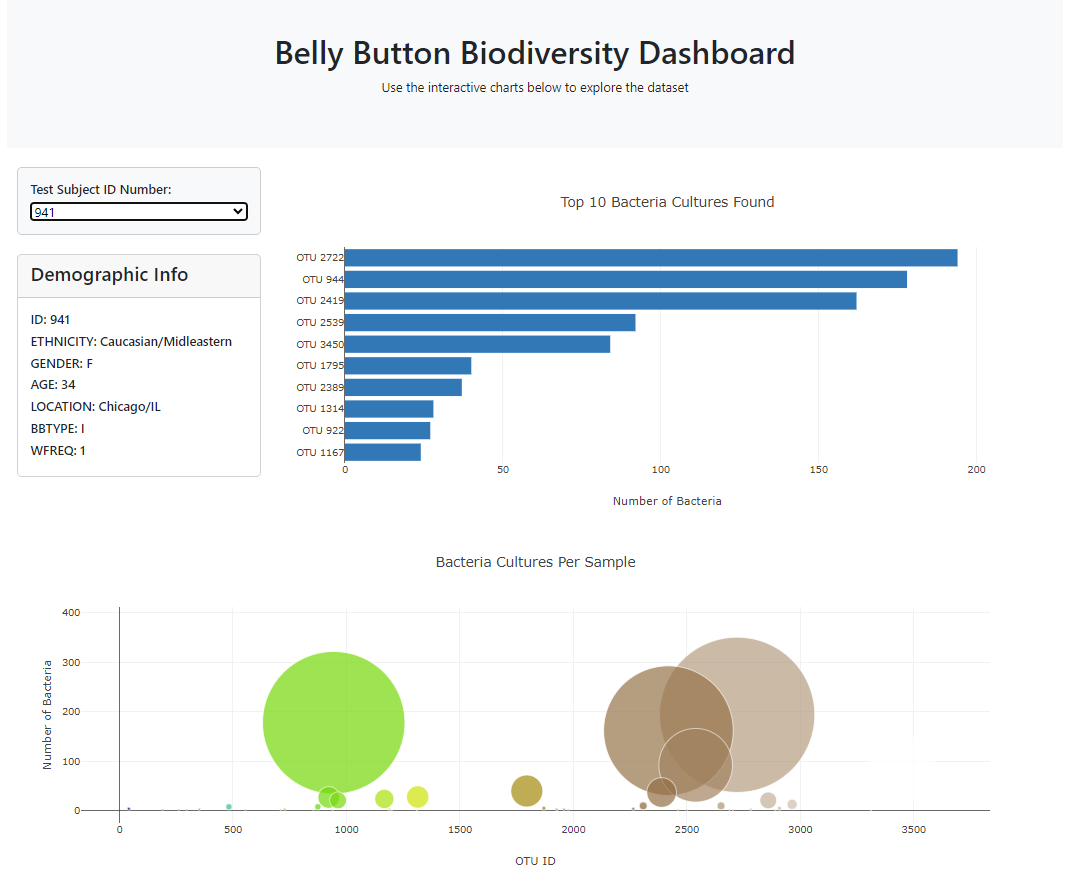 Belly Button Biodiversity Dashboard
Use the interactive charts below to explore the dataset
Test Subject ID Number:
941
Demographic Info
ID: 941
ETHNICITY: Caucasian/Midleastern
GENDER: F
AGE: 34
LOCATION: Chicago/IL
BBTYPE: I
WFREQ: 1
Top 10 Bacteria Cultures Found
OTU 2722
OTU 944
OTU 2419
OTU 2539
OTU 3450
OTU 1795
OTU 2389
OTU 1314
OTU 922
OTU 1167
0 50 100 150 200
Number of Bacteria
Bacteria Cultures Per Sample
Number of Bacteria
400
300
200
100
0
0 500 1000 1500 2000 2500 3000 3500
OTU ID